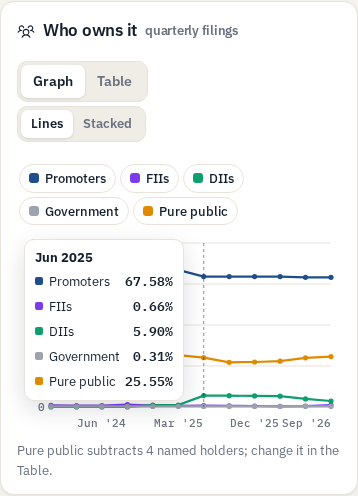 Who owns it quarterly filings
Graph Table
Lines Stacked
Promoters FIIs DIIs
Government Pure public
Jun 2025
Promoters 67.58%
FIIs 0.66%
DIIs 5.90%
Government 0.31%
Pure public 25.55%
0
Jun '24 Mar '25 Dec '25 Sep '26
Pure public subtracts 4 named holders; change it in the
Table.